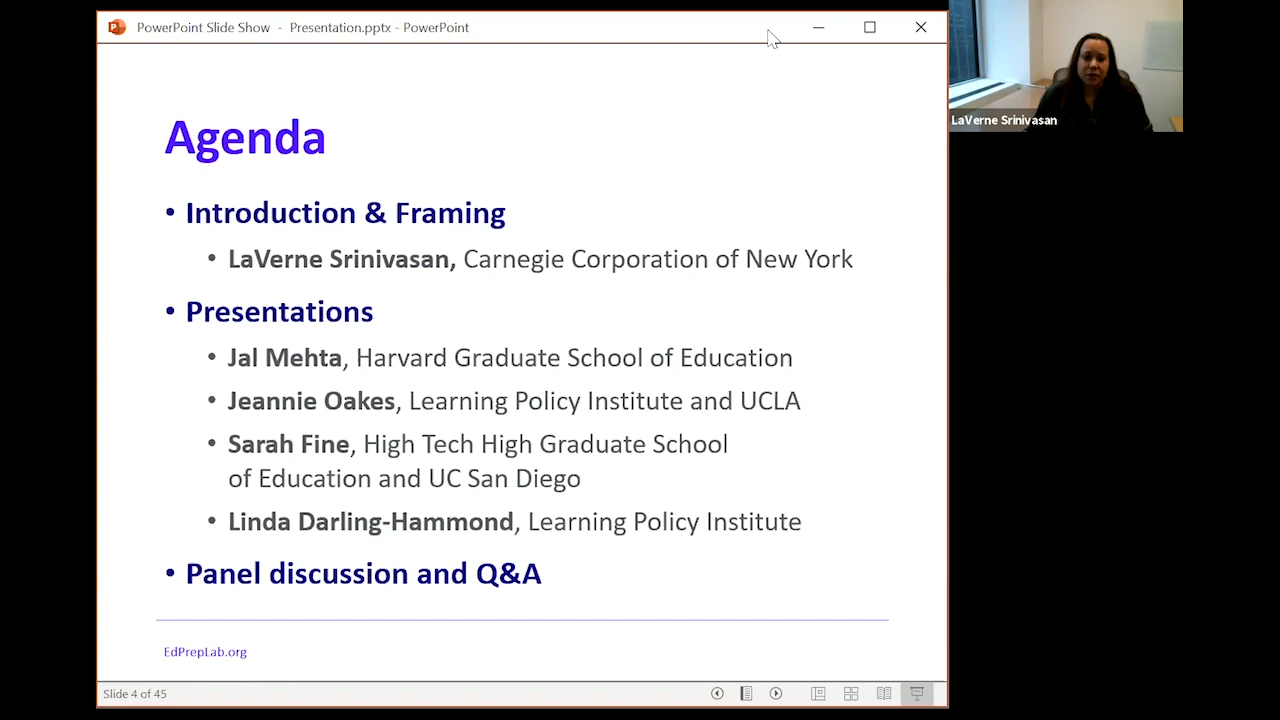 PowerPoint Slide Show - Presentation.pptx - PowerPoint
LaVerne Srinivasan
Agenda
• Introduction & Framing
• LaVerne Srinivasan, Carnegie Corporation of New York
• Presentations
• Jal Mehta, Harvard Graduate School of Education
• Jeannie Oakes, Learning Policy Institute and UCLA
• Sarah Fine, High Tech High Graduate School
of Education and UC San Diego
• Linda Darling-Hammond, Learning Policy Institute
• Panel discussion and Q&A
EdPrepLab.org
Slide 4 of 45